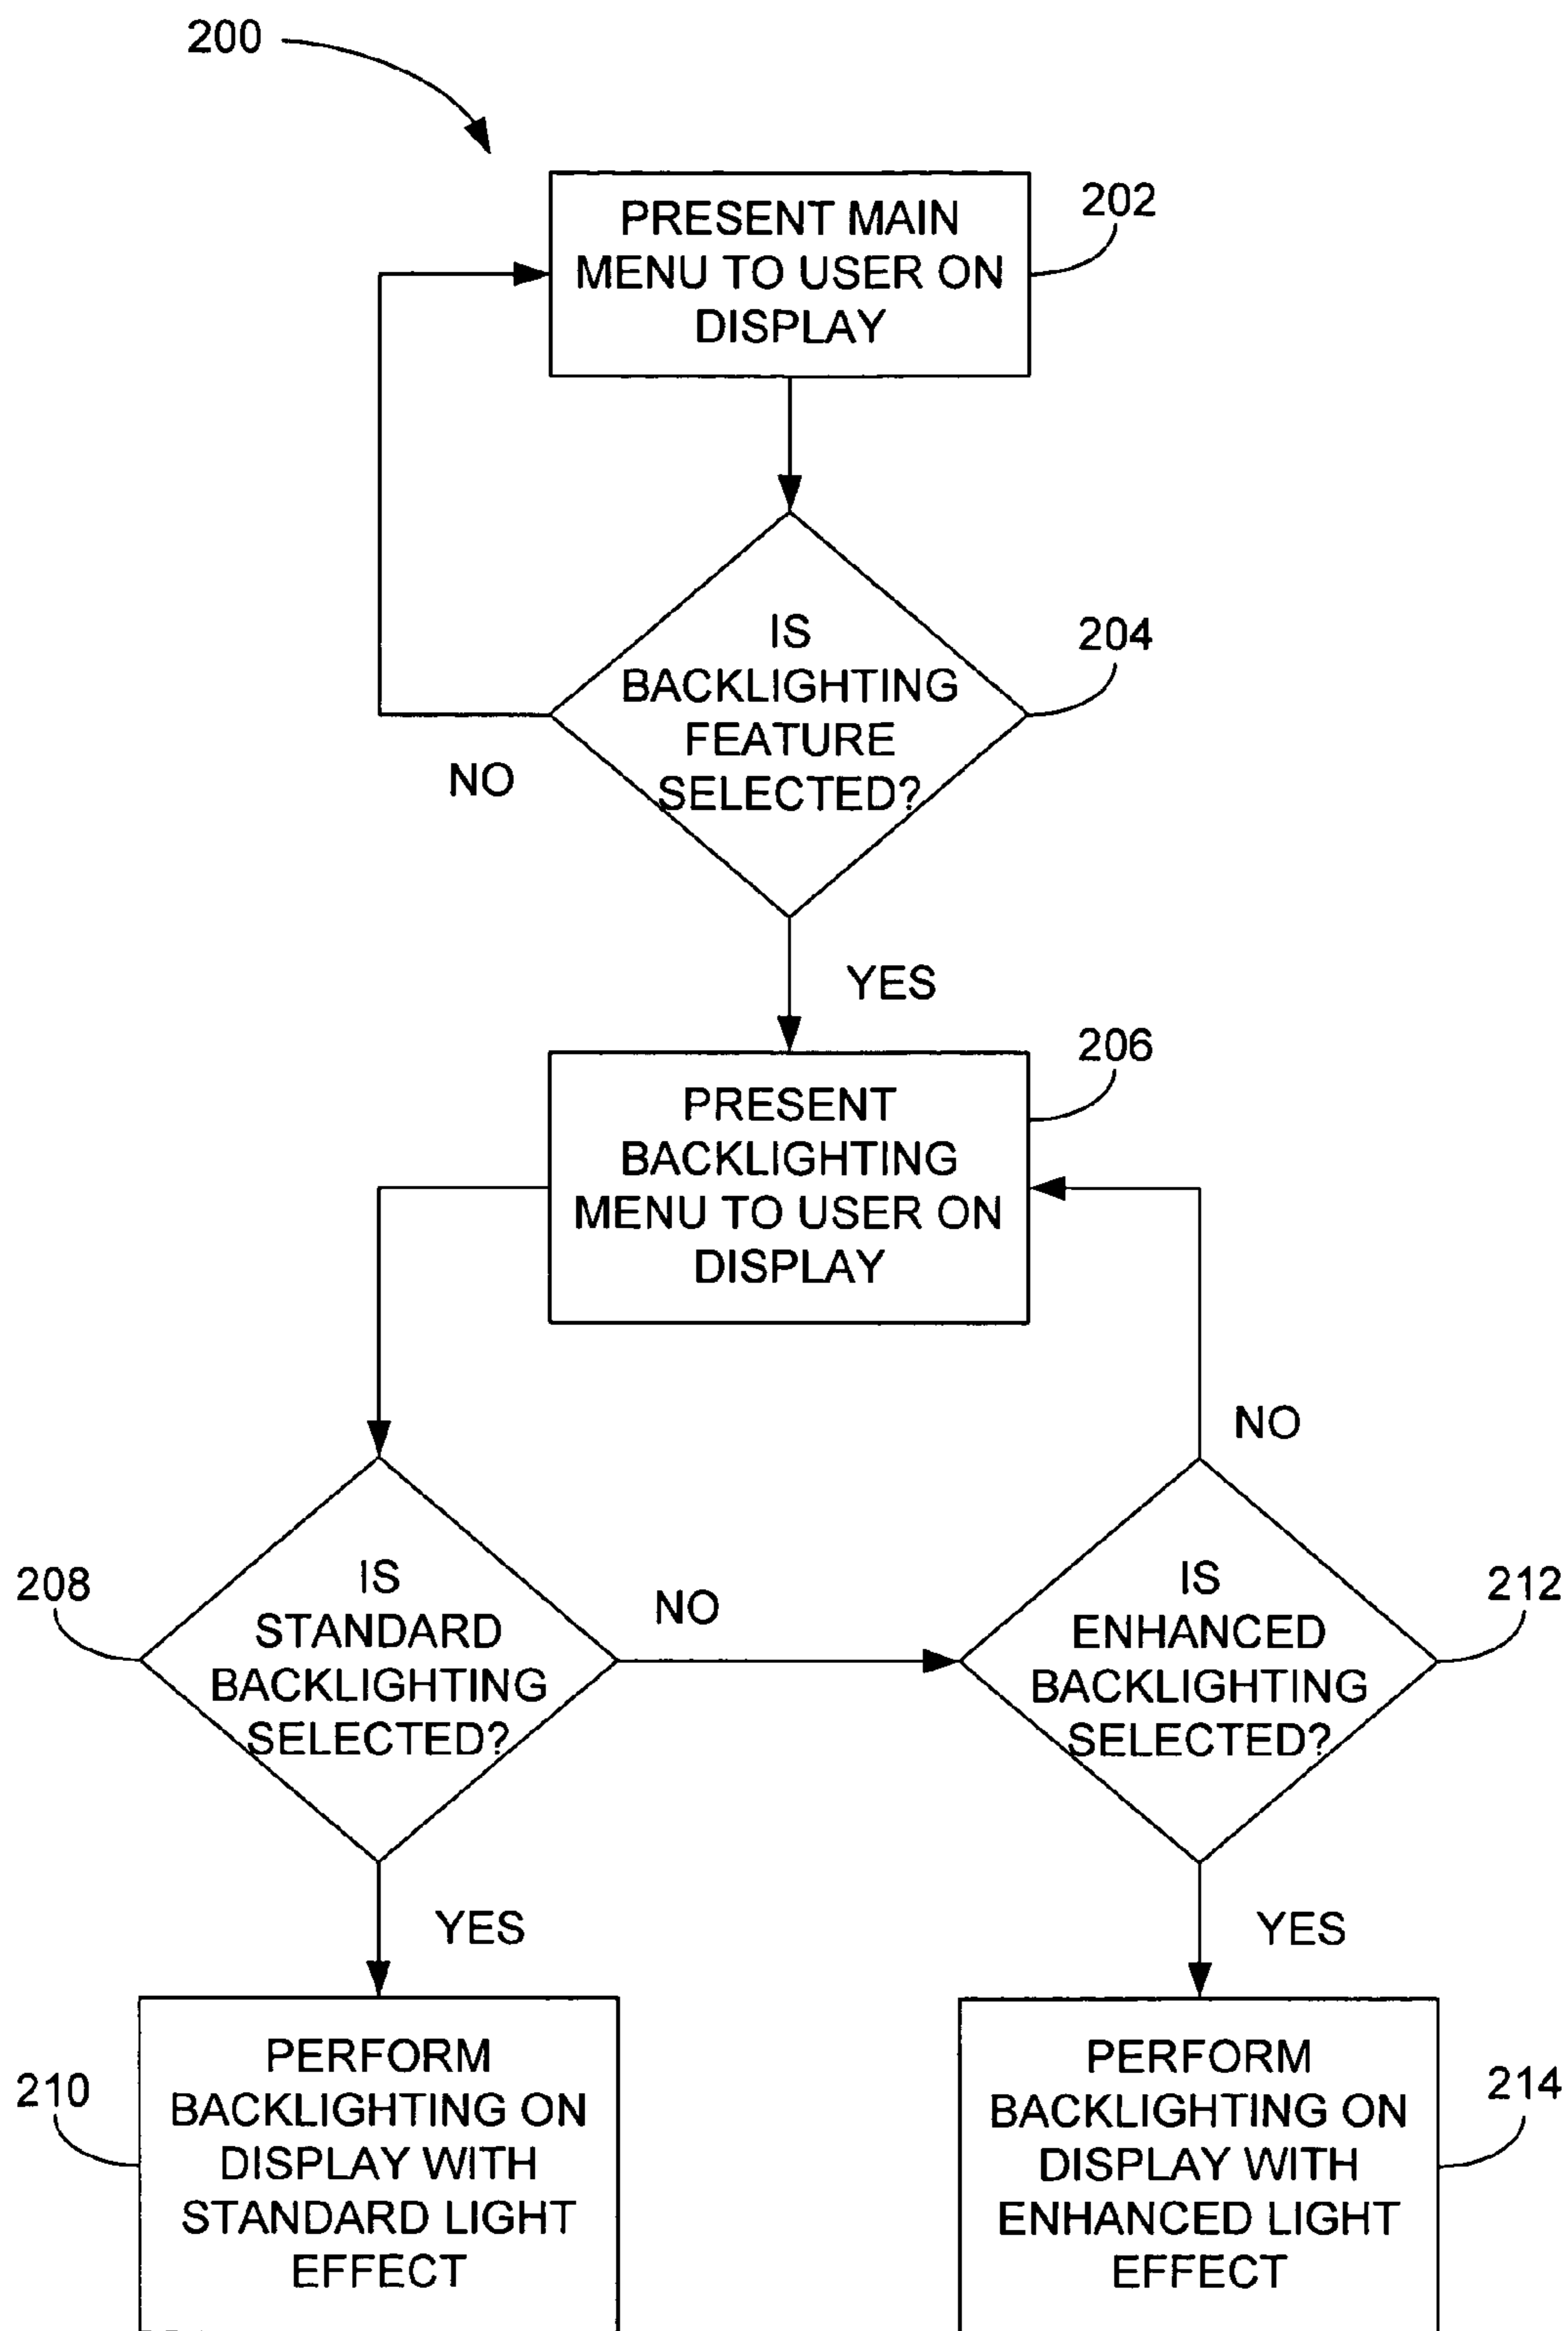 200
PRESENT MAIN
MENU TO USER ON
DISPLAY
202
IS
BACKLIGHTING
FEATURE
SELECTED?
204
NO
YES
PRESENT
BACKLIGHTING
MENU TO USER ON
DISPLAY
206
208
IS
STANDARD
BACKLIGHTING
SELECTED?
NO
NO
IS
ENHANCED
BACKLIGHTING
SELECTED?
212
YES
YES
210
PERFORM
BACKLIGHTING ON
DISPLAY WITH
STANDARD LIGHT
EFFECT
PERFORM
BACKLIGHTING ON
DISPLAY WITH
ENHANCED LIGHT
EFFECT
214